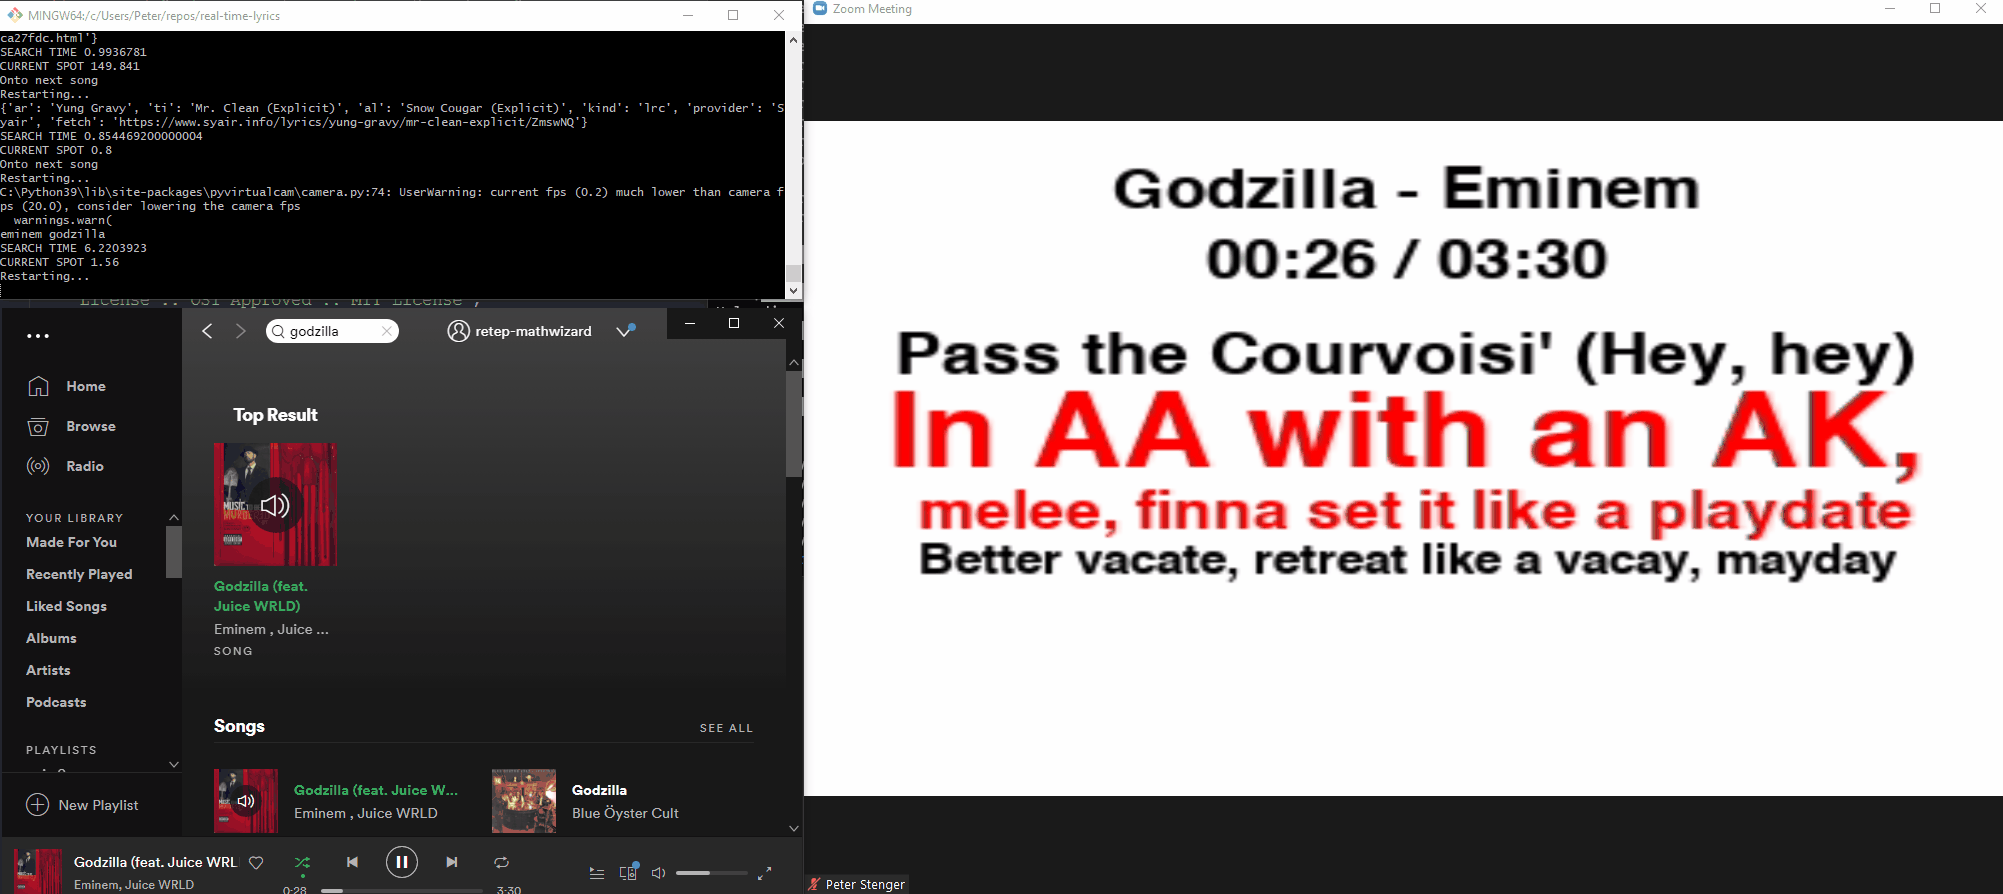 MINGW64:/c/Users/Peter/repos/real-time-lyrics
ca27fdc.html'}
SEARCH TIME 0.9936781
CURRENT SPOT 149.841
Onto next song
Restarting...
{'ar': 'Yung Gravy', 'ti': 'Mr. Clean (Explicit)', 'al': 'Snow Cougar (Explicit)', 'kind': 'lrc', 'provider': 'S
yair', 'fetch': 'https://www.syair.info/lyrics/yung-gravy/mr-clean-explicit/ZmswNQ'}
SEARCH TIME 0.854469200000004
CURRENT SPOT 0.8
Onto next song
Restarting...
C:\Python39\lib\site-packages\pyvirtualcam\camera.py:74: UserWarning: current fps (0.2) much lower than camera f
ps (20.0), consider lowering the camera fps
warnings.warn(
eminem godzilla
SEARCH TIME 6.2203923
CURRENT SPOT 1.56
Restarting...
License :: OSI Approved :: MIT License',
godzilla
retep-mathwizard
Home
Browse
Radio
YOUR LIBRARY
Made For You
Recently Played
Liked Songs
Albums
Artists
Podcasts
PLAYLISTS
New Playlist
Top Result
MUSIC
MURDER
Godzilla (feat.
Juice WRLD)
Eminem , Juice ...
SONG
Songs
SEE ALL
Godzilla (feat. Juice W...
Eminem , Juice WRLD
Godzilla
Blue Öyster Cult
Godzilla (feat. Juice WRL
Eminem, Juice WRLD
0:28
3:30
Zoom Meeting
Godzilla - Eminem
00:26 / 03:30
Pass the Courvoisi' (Hey, hey)
In AA with an AK,
melee, finna set it like a playdate
Better vacate, retreat like a vacay, mayday
Peter Stenger